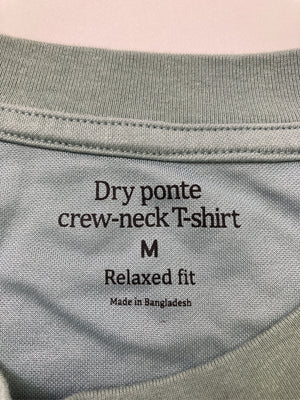 Dry ponte
crew-neck T-shirt
M
Relaxed fit
Made in Bangladesh